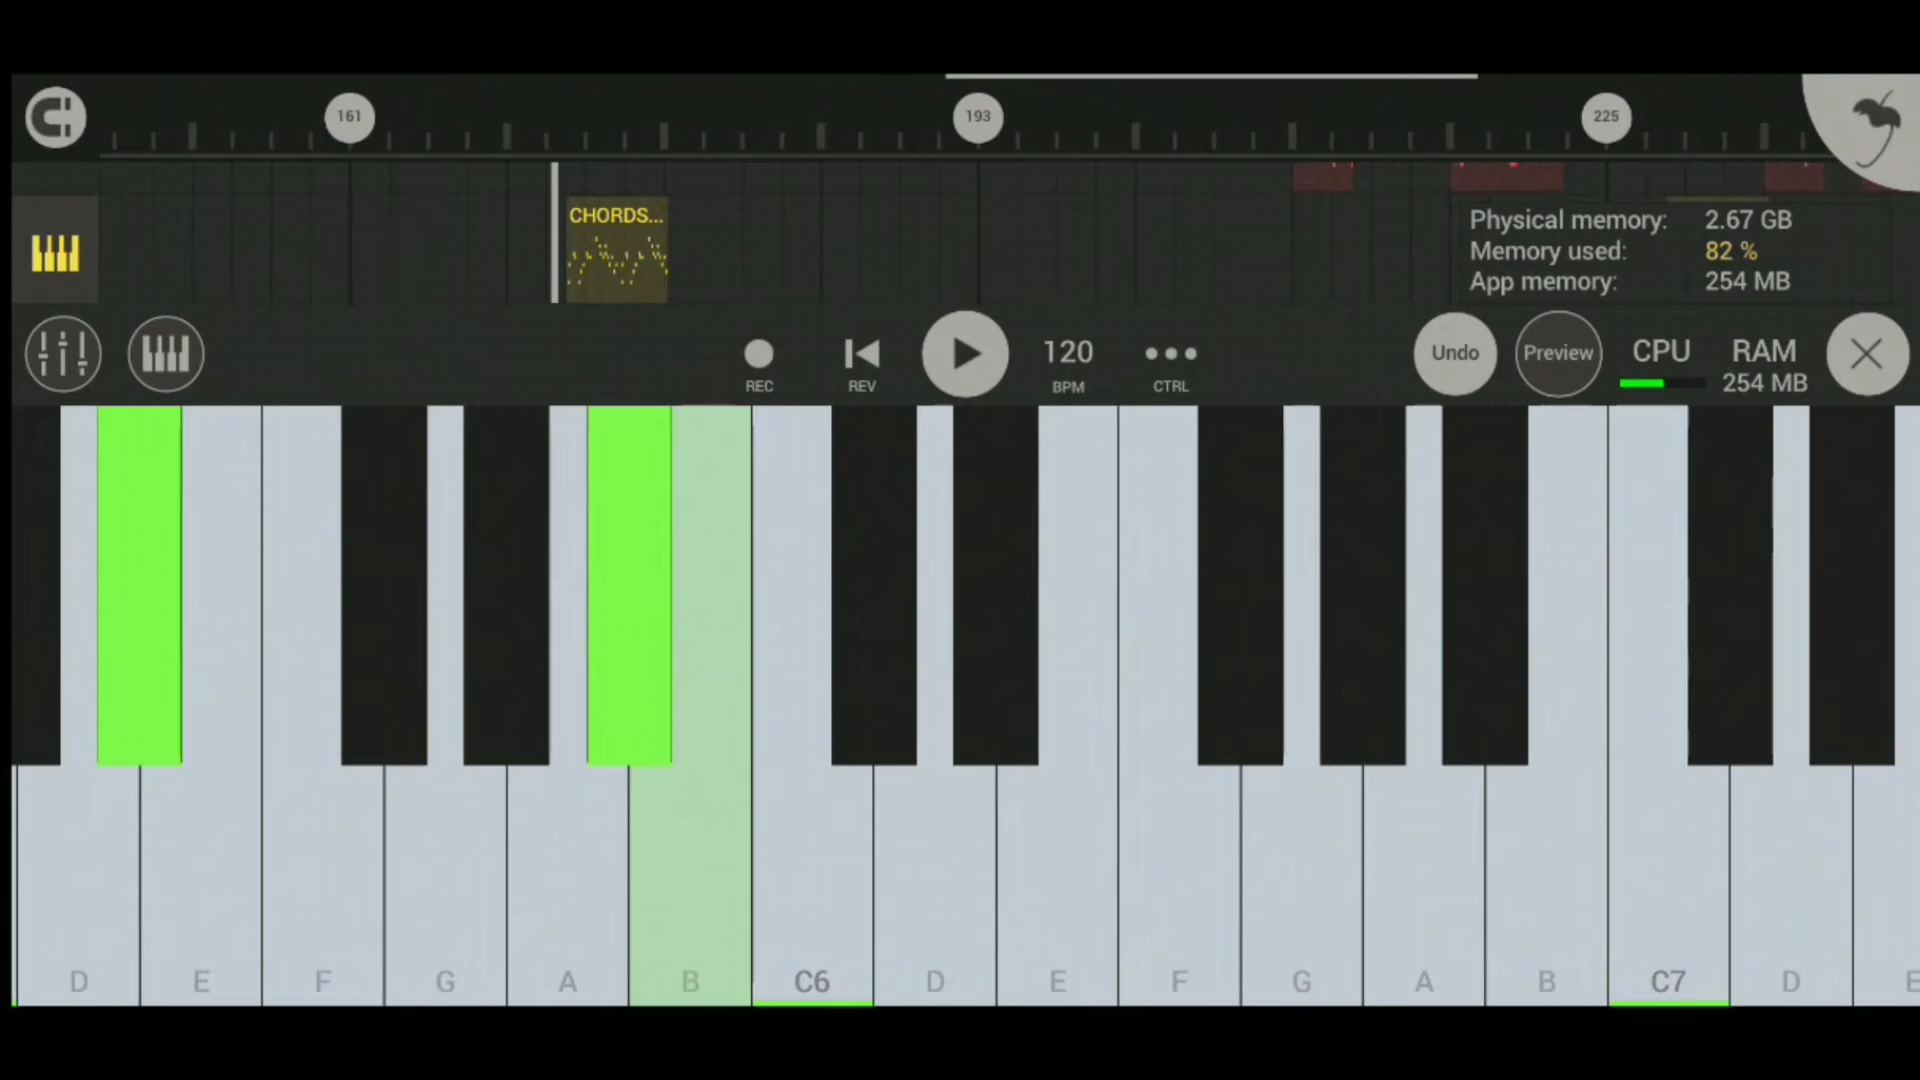 161
193
225
CHORDS...
Physical memory: 2.67 GB
Memory used: 82 %
App memory: 254 MB
REC
REV
120
BPM
CTRL
Undo
Preview
CPU
RAM
254 MB
D E F G A B C6 D E F G A B C7 D E